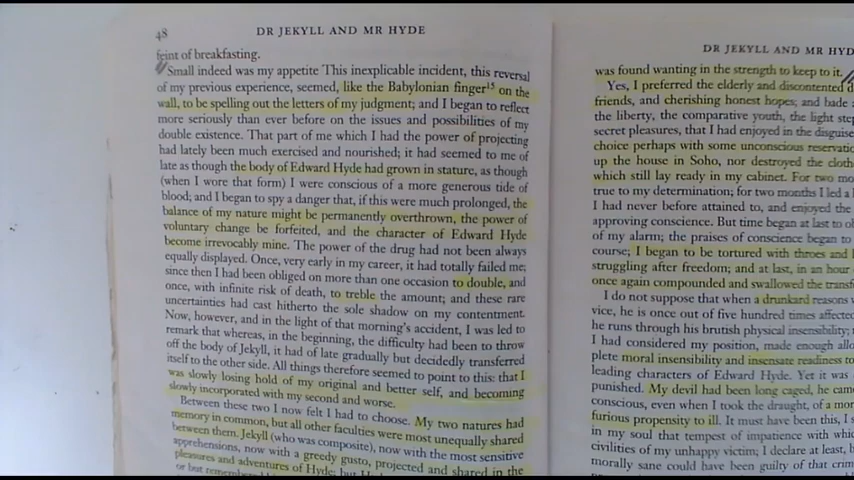 48
DR JEKYLL AND MR HYDE
feint of breakfasting.
Small indeed was my appetite This inexplicable incident, this reversal
of my previous experience, seemed, like the Babylonian finger15 on the
wall, to be spelling out the letters of my judgment; and I began to reflect
more seriously than ever before on the issues and possibilities of my
double existence. That part of me which I had the power of projecting
had lately been much exercised and nourished; it had seemed to me of
late as though the body of Edward Hyde had grown in stature, as though
(when I wore that form) I were conscious of a more generous tide of
blood; and I began to spy a danger that, if this were much prolonged, the
balance of my nature might be permanently overthrown, the power of
voluntary change be forfeited, and the character of Edward Hyde
become irrevocably mine. The power of the drug had not been always
equally displayed. Once, very early in my career, it had totally failed me;
since then I had been obliged on more than one occasion to double, and
once, with infinite risk of death, to treble the amount; and these rare
uncertainties had cast hitherto the sole shadow on my contentment.
Now, however, and in the light of that morning's accident, I was led to
remark that whereas, in the beginning, the difficulty had been to throw
off the body of Jekyll, it had of late gradually but decidedly transferred
itself to the other side. All things therefore seemed to point to this: that I
was slowly losing hold of my original and better self, and becoming
slowly incorporated with my second and worse.
Between these two I now felt I had to choose. My two natures had
memory in common, but all other faculties were most unequally shared
between them. Jekyll (who was composite), now with the most sensitive
apprehensions, now with a greedy gusto, projected and shared in the
pleasures and adventures of Hyde; but
DR JEKYLL AND MR HYD
was found wanting in the strength to keep to it.
Yes, I preferred the elderly and discontented d
friends, and cherishing honest hopes; and bade a
the liberty, the comparative youth, the light step
secret pleasures, that I had enjoyed in the disguise
choice perhaps with some unconscious reservatio
up the house in Soho, nor destroyed the cloth
which still lay ready in my cabinet. For two mo
true to my determination; for two months I led a l
I had never before attained to, and enjoyed the
approving conscience. But time began at last to ob
of my alarm; the praises of conscience began to
course; I began to be tortured with throes and l
struggling after freedom; and at last, in an hour
once again compounded and swallowed the transf
I do not suppose that when a drunkard reasons
vice, he is once out of five hundred times affected
he runs through his brutish physical insensibility;
I had considered my position, made enough allo
plete moral insensibility and insensate readiness to
leading characters of Edward Hyde. Yet it was
punished. My devil had been long caged, he came
conscious, even when I took the draught, of a mor
furious propensity to ill. It must have been this, I s
in my soul that tempest of impatience with whic
civilities of my unhappy victim; I declare at least, b
morally sane could have been guilty of that crim